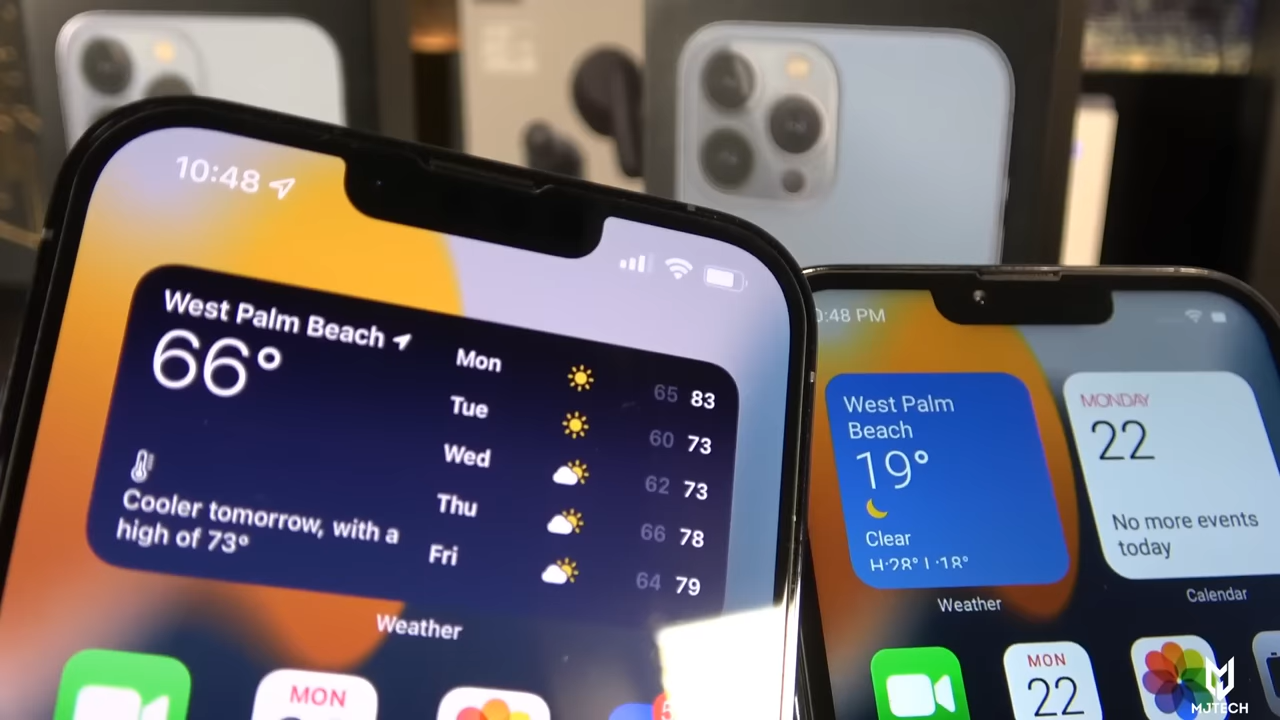 10:48
West Palm Beach
66°
Cooler tomorrow, with a
high of 73°
Mon 65 83
Tue 60 73
Wed 62 73
Thu 66 78
Fri 64 79
Weather
MON
:48 PM
West Palm
Beach
19°
Clear
H:28° L:18°
Weather
MONDAY
22
No more events
today
Calendar
MON
22
MJTECH